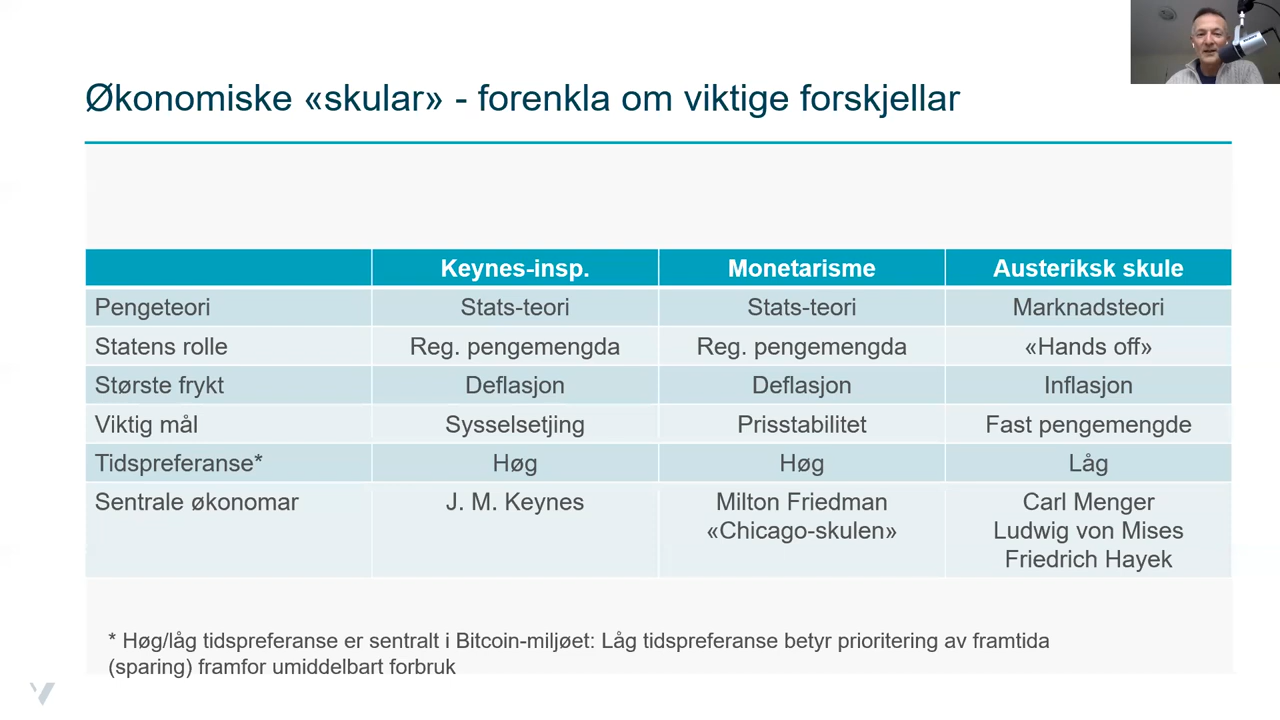 Økonomiske «skular» - forenkla om viktige forskjellar
Keynes-insp. Monetarisme Austeriksk skule
Pengeteori Stats-teori Stats-teori Marknadsteori
Statens rolle Reg. pengemengda Reg. pengemengda «Hands off»
Største frykt Deflasjon Deflasjon Inflasjon
Viktig mål Sysselsetjing Prisstabilitet Fast pengemengde
Tidspreferanse* Høg Høg Låg
Sentrale økonomar J. M. Keynes Milton Friedman Carl Menger
«Chicago-skulen» Ludwig von Mises
Friedrich Hayek
* Høg/låg tidspreferanse er sentralt i Bitcoin-miljøet: Låg tidspreferanse betyr prioritering av framtida
(sparing) framfor umiddelbart forbruk